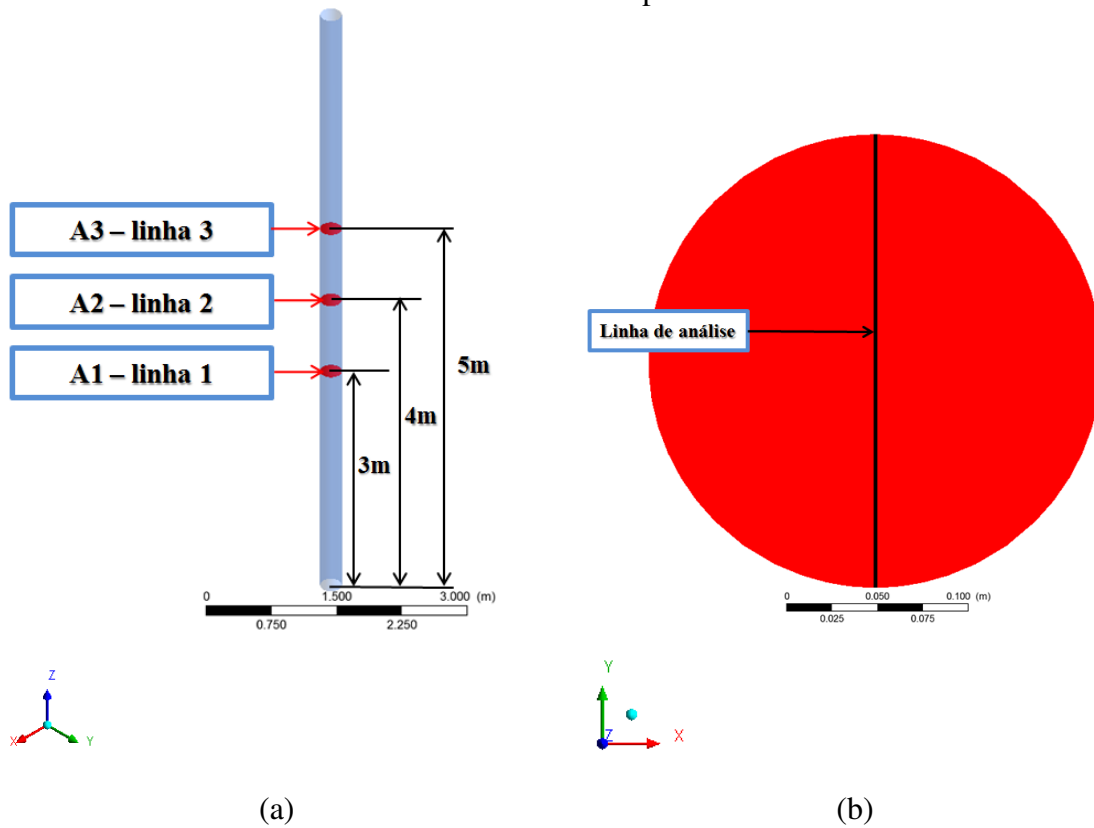 A3 – linha 3
A2 – linha 2
A1 – linha 1
5m
4m
3m
0 1.500 3.000 (m)
0.750 2.250
Z
X Y
(a)
Linha de análise
0 0.050 0.100 (m)
0.025 0.075
Y
Z X
(b)